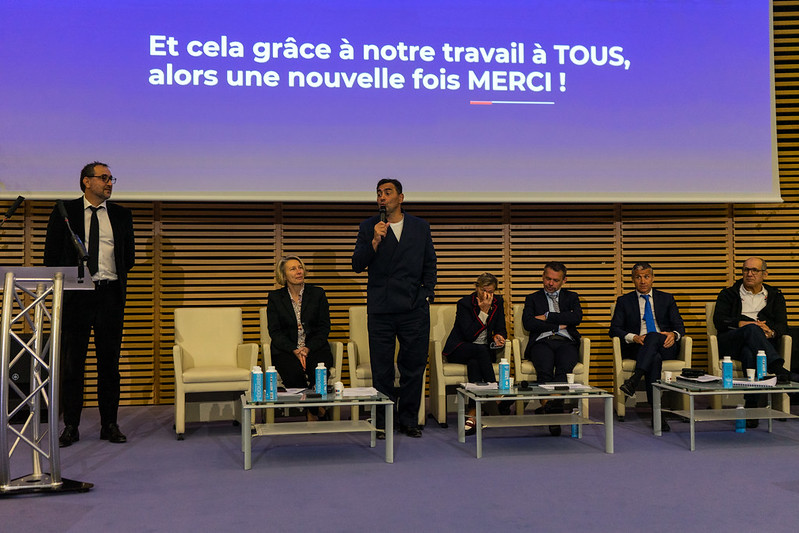 Et cela grâce à notre travail à TOUS,
alors une nouvelle fois MERCI !